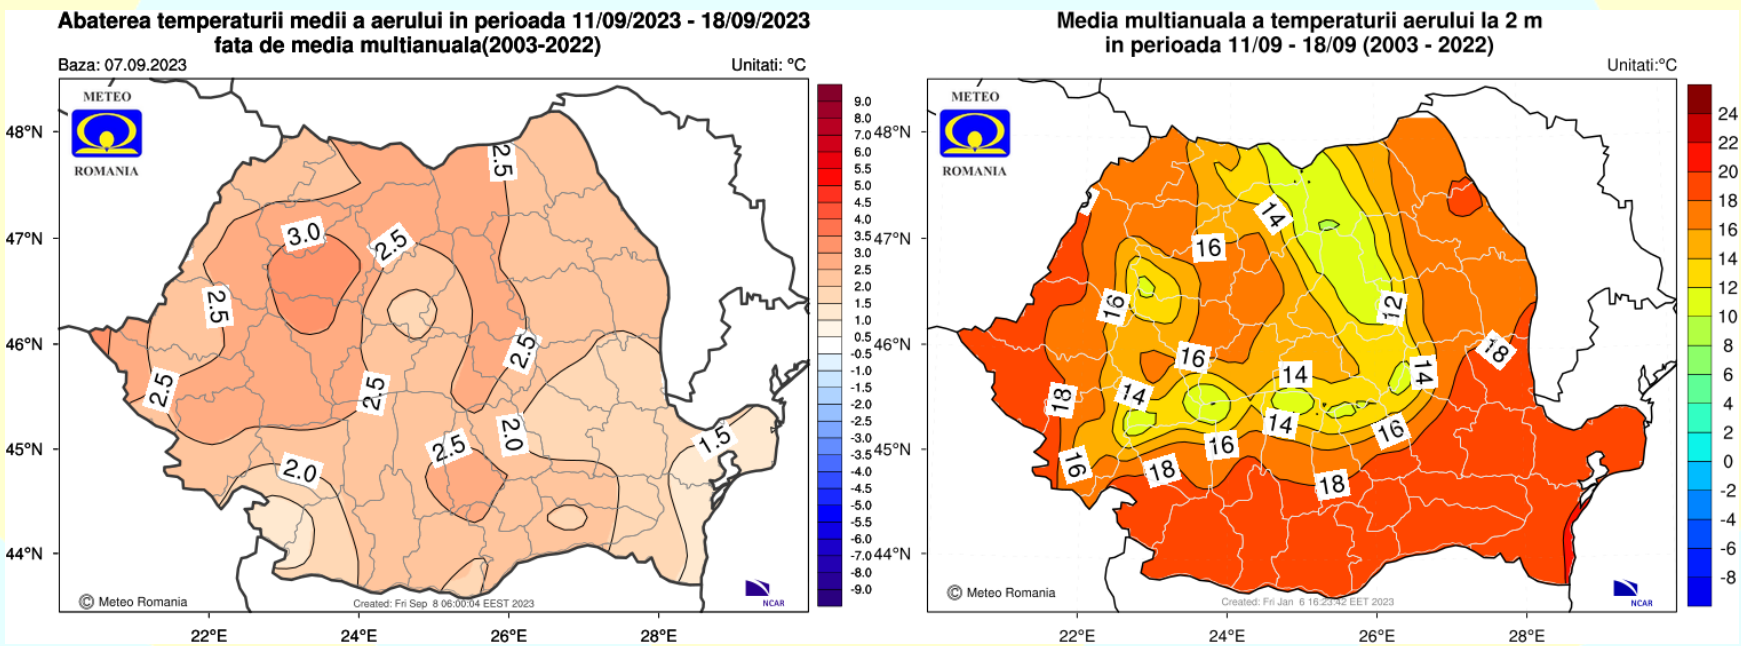 Abaterea temperaturii medii a aerului in perioada 11/09/2023 - 18/09/2023
fata de media multianuala(2003-2022)
Baza: 07.09.2023
Unitati: °C
METEO
ROMANIA
48°N
47°N
46°N
45°N
44°N
22°E
24°E
26°E
28°E
2.5
3.0
2.5
2.5
2.5
2.5
2.5
2.0
2.5
1.5
2.0
9.0
8.0
7.0
6.0
5.5
5.0
4.5
4.0
3.5
3.0
2.5
2.0
1.5
1.0
0.5
-0.5
-1.0
-1.5
-2.0
-2.5
-3.0
-3.5
-4.0
-4.5
-5.0
-5.5
-6.0
-7.0
-8.0
-9.0
© Meteo Romania
Created: Fri Sep 8 06:00:04 EEST 2023
NCAR
Media multianuala a temperaturii aerului la 2 m
in perioada 11/09 - 18/09 (2003 - 2022)
Unitati:°C
METEO
ROMANIA
48°N
47°N
46°N
45°N
44°N
22°E
24°E
26°E
28°E
14
16
16
12
18
16
14
14
18
14
14
16
16
16
18
18
24
22
20
18
16
14
12
10
8
6
4
2
0
-2
-4
-6
-8
© Meteo Romania
Created: Fri Jan 6 16:23:42 EET 2023
NCAR